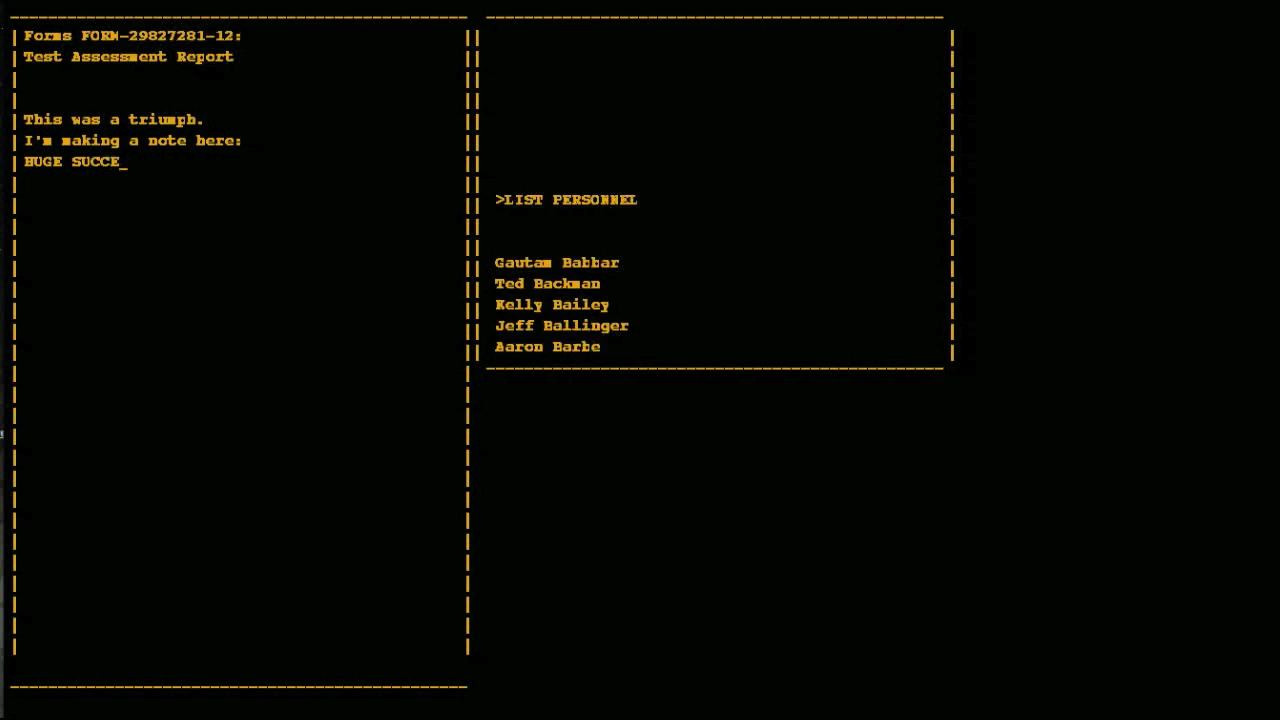 Forms FORM-29827281-12:
Test Assessment Report
This was a triumph.
I'm making a note here:
HUGE SUCCE_
>LIST PERSONNEL
Gautam Babbar
Ted Backman
Kelly Bailey
Jeff Ballinger
Aaron Barbe